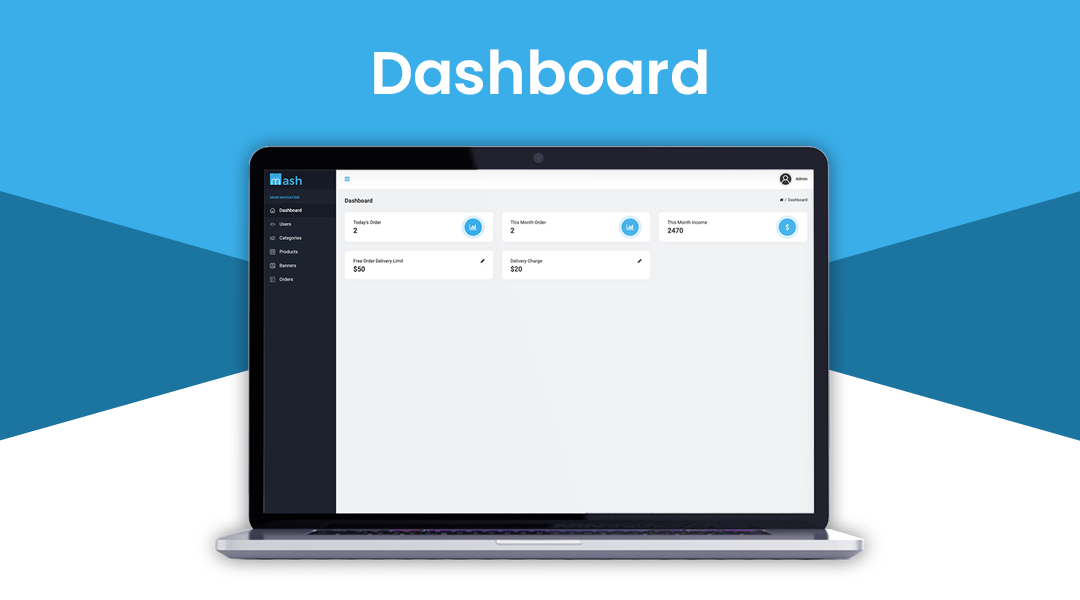 Dashboard
mash
MAIN NAVIGATION
Dashboard
Users
Categories
Products
Banners
Orders
Admin
Dashboard
/ Dashboard
Today's Order
2
This Month Order
2
This Month Income
2470
$
Free Order Delivery Limit
$50
Delivery Charge
$20